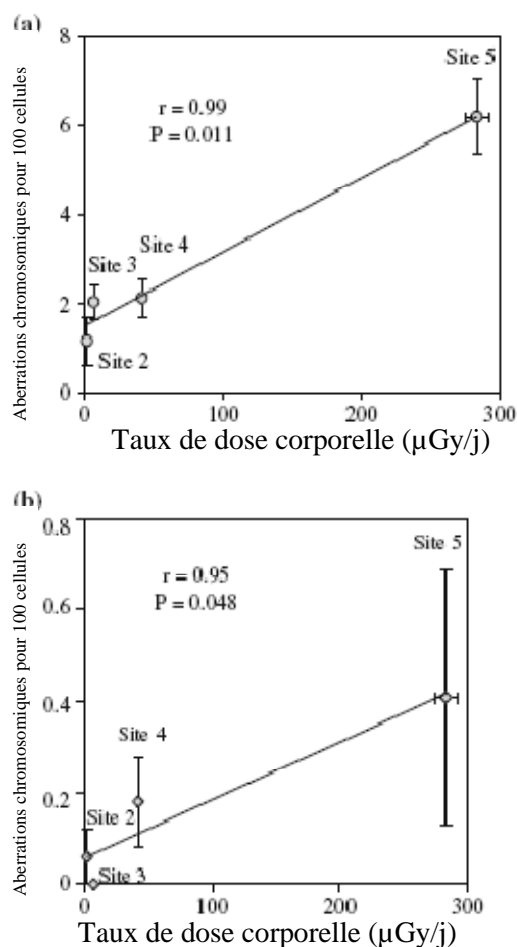 (a)
Aberrations chromosomiques pour 100 cellules
8
6
4
2
0
r = 0.99
P = 0.011
Site 5
Site 4
Site 3
Site 2
0 100 200 300
Taux de dose corporelle (µGy/j)
(b)
Aberrations chromosomiques pour 100 cellules
0.8
0.6
0.4
0.2
0
r = 0.95
P = 0.048
Site 5
Site 4
Site 2
Site 3
0 100 200 300
Taux de dose corporelle (µGy/j)